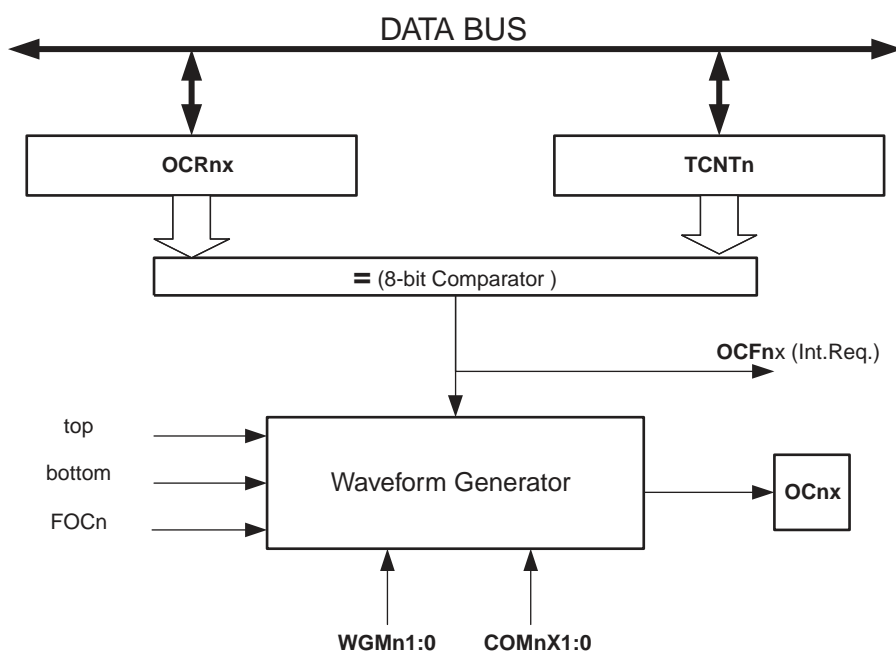 DATA BUS
OCRnx
TCNTn
= (8-bit Comparator )
OCFnx (Int.Req.)
top
bottom
FOCn
Waveform Generator
OCnx
WGMn1:0
COMnX1:0